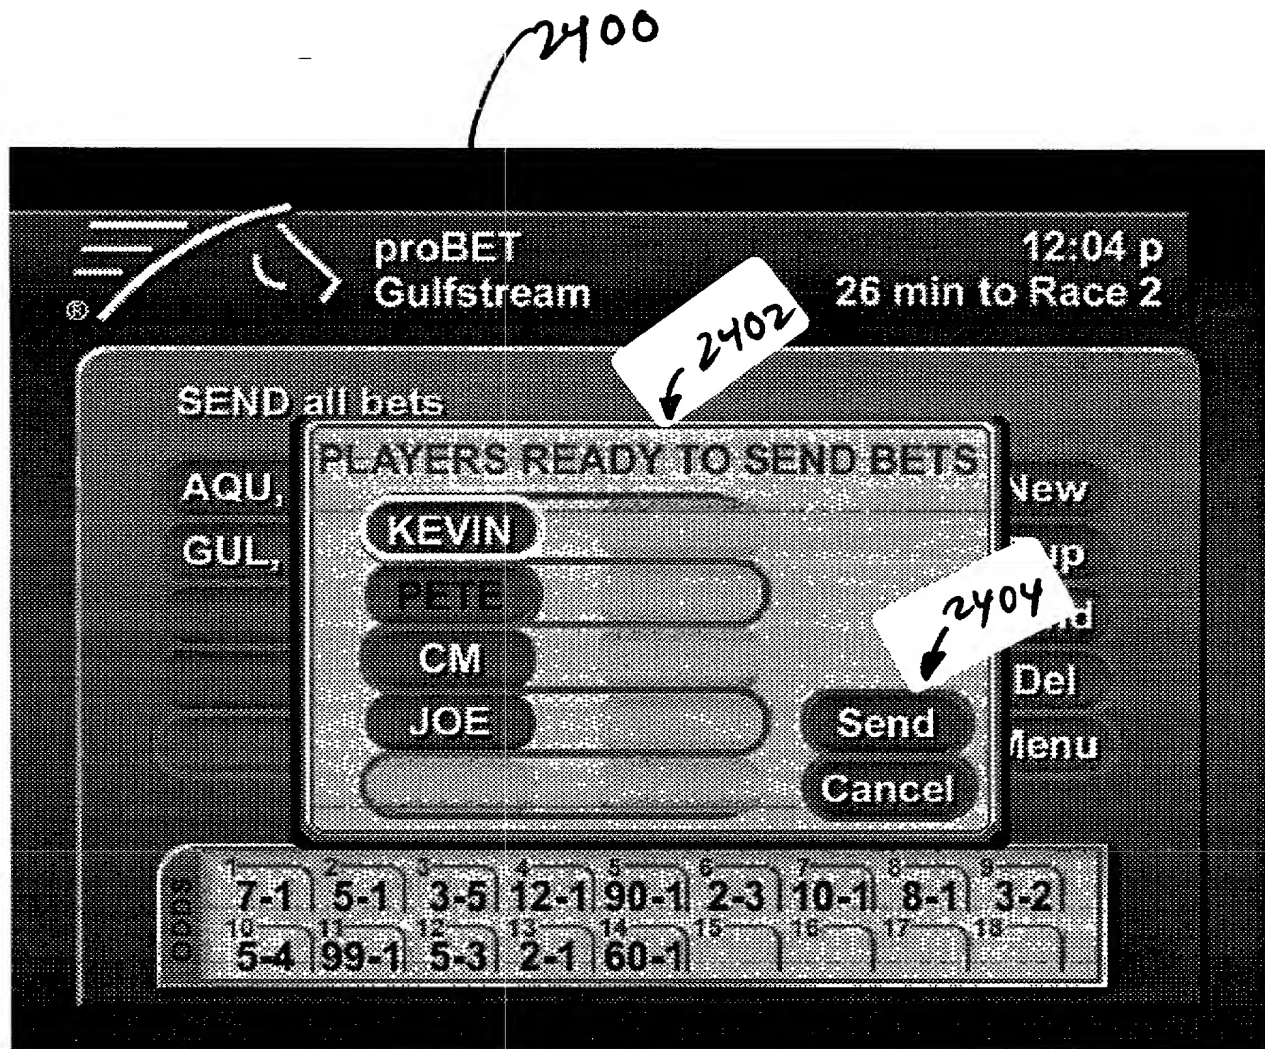 2400
®
proBET
Gulfstream
12:04 p
26 min to Race 2
2402
SEND all bets
PLAYERS READY TO SEND BETS
AQU,
GUL,
KEVIN
PETE
CM
JOE
2404
New
up
nd
Del
Menu
Send
Cancel
ODDS
1 2 3 4 5 6 7 8 9
7-1 5-1 3-5 12-1 90-1 2-3 10-1 8-1 3-2
10 11 12 13 14 15 16 17 18
5-4 99-1 5-3 2-1 60-1